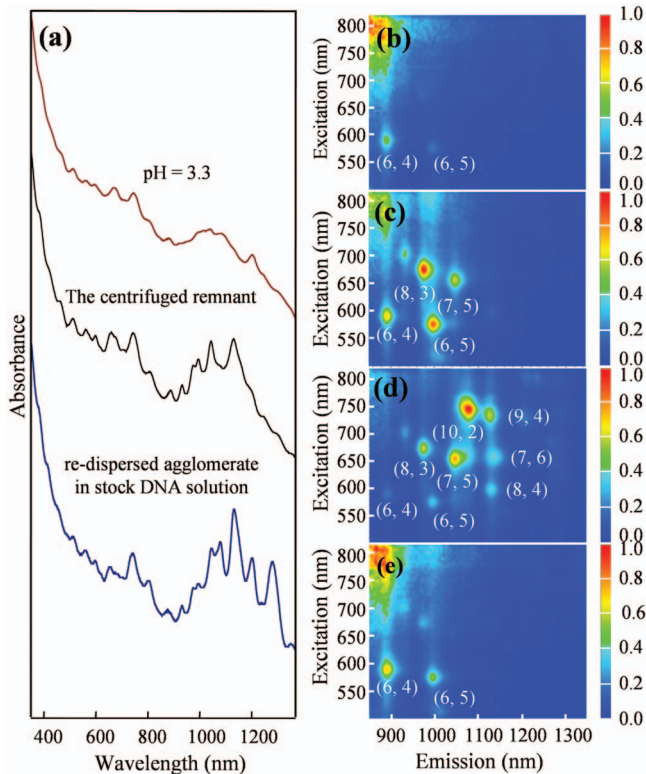 (a)
pH = 3.3
The centrifuged remnant
re-dispersed agglomerate
in stock DNA solution
Absorbance
400 600 800 1000 1200
Wavelength (nm)
(b)
Excitation (nm)
800
750
700
650
600
550
(6, 4) (6, 5)
1.0
0.8
0.6
0.4
0.2
0.0
(c)
Excitation (nm)
800
750
700
650
600
550
(8, 3) (7, 5)
(6, 4) (6, 5)
1.0
0.8
0.6
0.4
0.2
0.0
(d)
Excitation (nm)
800
750
700
650
600
550
(10, 2) (9, 4)
(8, 3) (7, 5) (7, 6)
(6, 4) (6, 5) (8, 4)
1.0
0.8
0.6
0.4
0.2
0.0
(e)
Excitation (nm)
800
750
700
650
600
550
(6, 4) (6, 5)
1.0
0.8
0.6
0.4
0.2
0.0
900 1000 1100 1200 1300
Emission (nm)